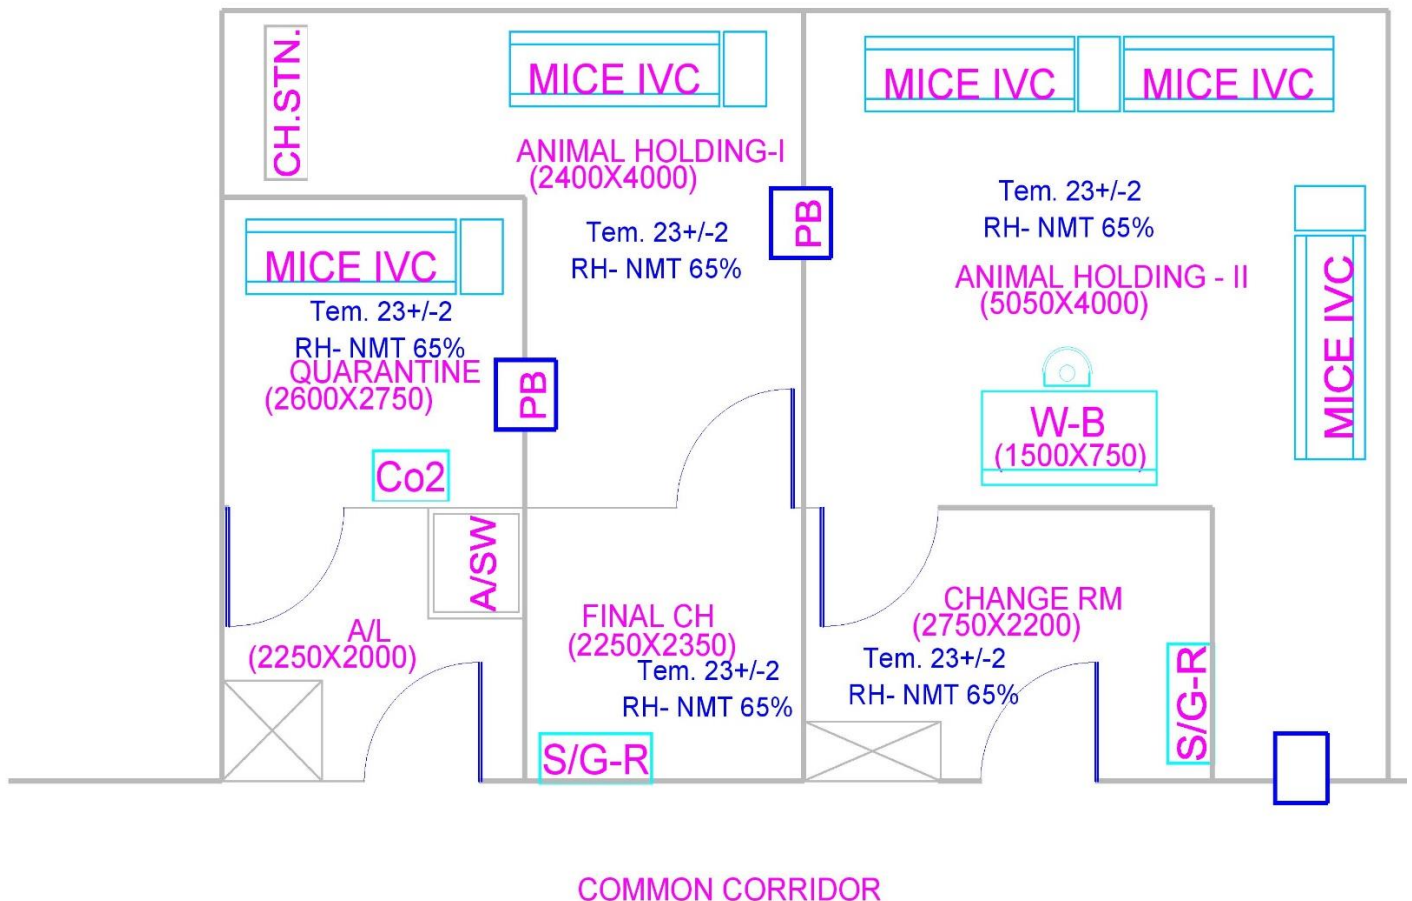 CH.STN.
MICE IVC
ANIMAL HOLDING-I
(2400X4000)
Tem. 23+/-2
RH- NMT 65%
PB
MICE IVC
MICE IVC
Tem. 23+/-2
RH- NMT 65%
ANIMAL HOLDING - II
(5050X4000)
MICE IVC
W-B
(1500X750)
MICE IVC
Tem. 23+/-2
RH- NMT 65%
QUARANTINE
(2600X2750)
PB
Co2
A/SW
A/L
(2250X2000)
FINAL CH
(2250X2350)
Tem. 23+/-2
RH- NMT 65%
S/G-R
CHANGE RM
(2750X2200)
Tem. 23+/-2
RH- NMT 65%
S/G-R
COMMON CORRIDOR